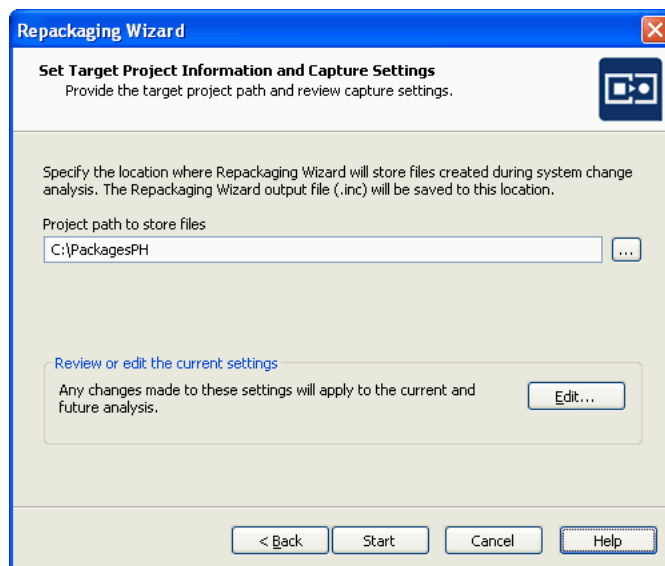 Repackaging Wizard
Set Target Project Information and Capture Settings
Provide the target project path and review capture settings.
Specify the location where Repackaging Wizard will store files created during system change
analysis. The Repackaging Wizard output file (.inc) will be saved to this location.
Project path to store files
C:\PackagesPH
...
Review or edit the current settings
Any changes made to these settings will apply to the current and
future analysis.
Edit...
< Back
Start
Cancel
Help